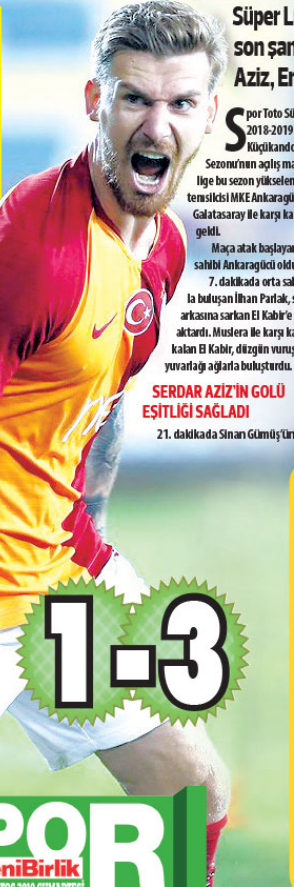 Süper L
son şan
Aziz, Er
Spor Toto Sü
2018-2019
Küçükando
Sezonu'nun açılış ma
lige bu sezon yükselen
temsilcisi MKE Ankaragü
Galatasaray ile karşı ka
geldi.
Maça atak başlayan
sahibi Ankaragücü oldu
7. dakikada orta sal
la buluşan İlhan Parlak, s
arkasına sarkan El Kabir'e
aktardı. Muslera ile karşı ka
kalan El Kabir, düzgün vuruş
yuvarlağı ağlarla buluşturdu.
SERDAR AZİZ'İN GOLÜ
EŞİTLİĞİ SAĞLADI
21. dakikada Sinan Gümüş'ün
1-3
POR
eniBirlik